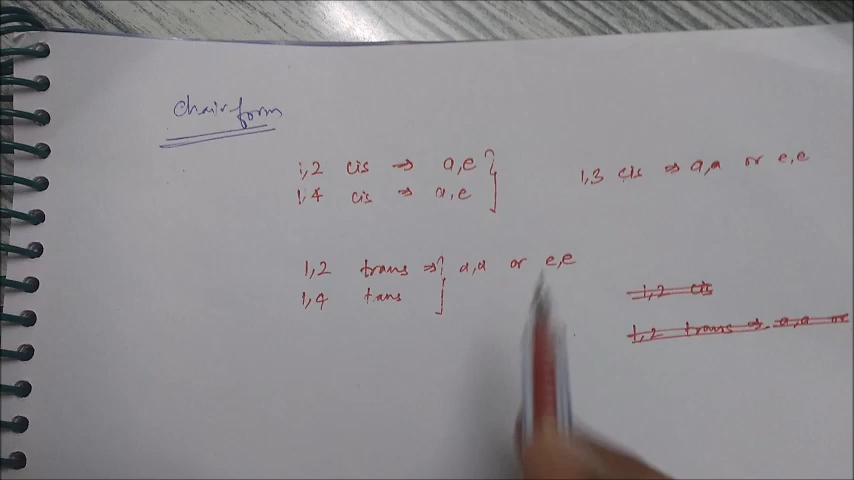 chair form
1,2 cis ⇒ a,e
1,4 cis ⇒ a,e
1,3 cis ⇒ a,a or e,e
1,2 trans ⇒ a,a or e,e
1,4 tans
1,2 cis
1,2 trans ⇒ a,a or